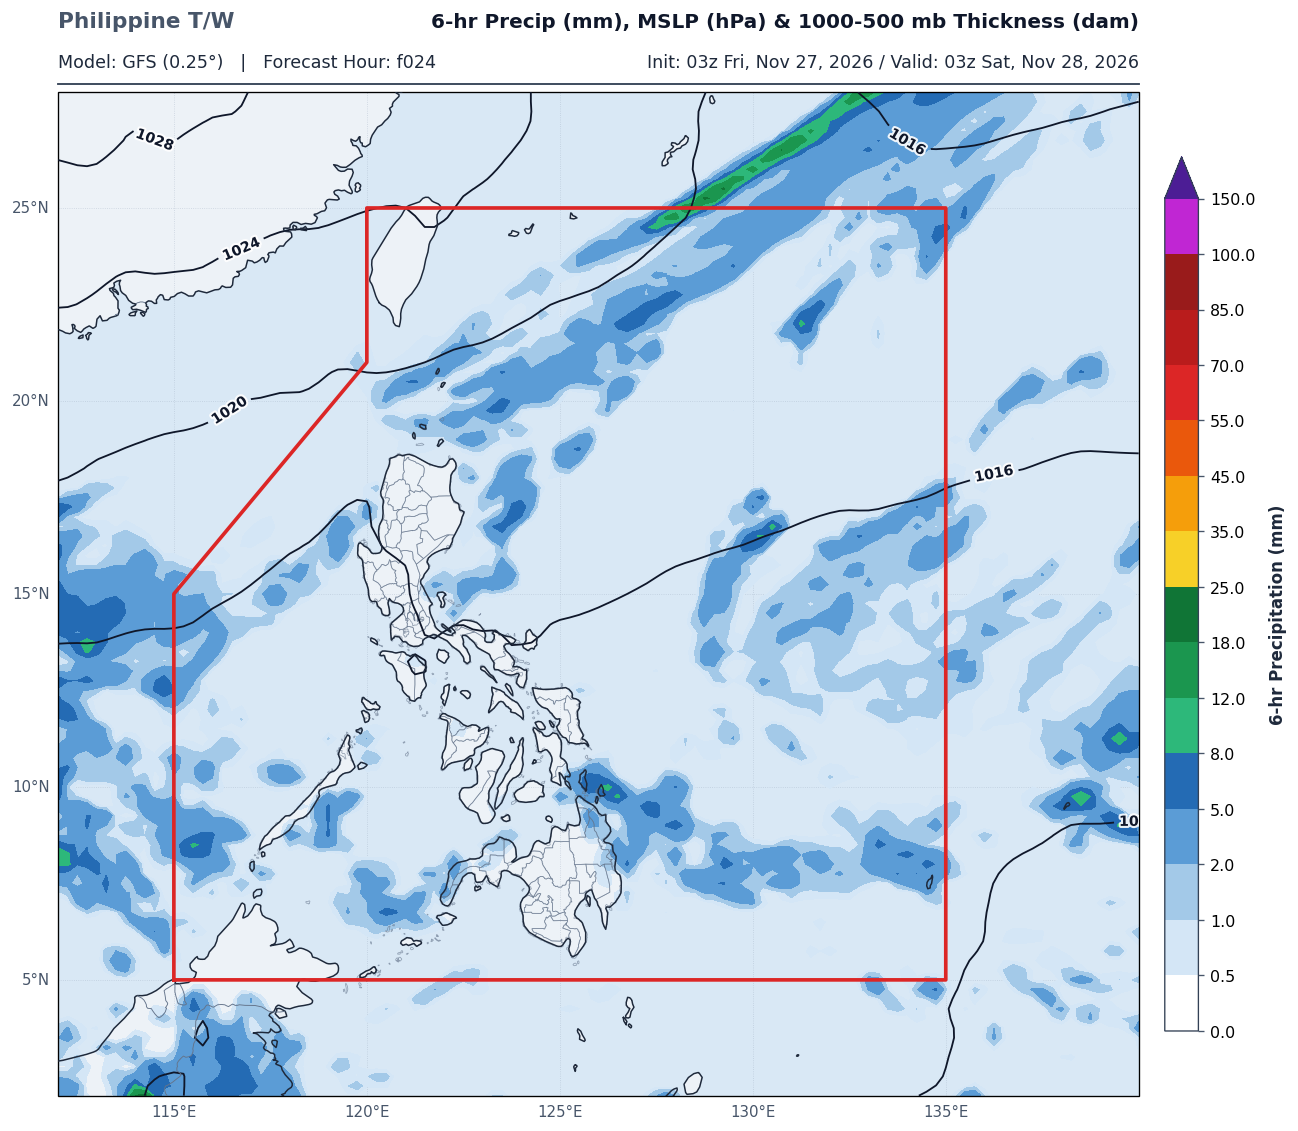 Philippine T/W
6-hr Precip (mm), MSLP (hPa) & 1000-500 mb Thickness (dam)
Model: GFS (0.25°) | Forecast Hour: f024
Init: 03z Fri, Nov 27, 2026 / Valid: 03z Sat, Nov 28, 2026
1028
1016
1024
1020
1016
10
25°N
20°N
15°N
10°N
5°N
115°E
120°E
125°E
130°E
135°E
150.0
100.0
85.0
70.0
55.0
45.0
35.0
25.0
18.0
12.0
8.0
5.0
2.0
1.0
0.5
0.0
6-hr Precipitation (mm)